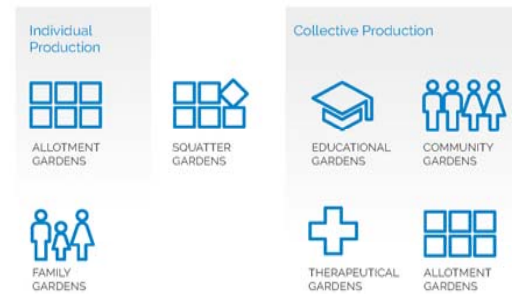 Individual
Production
Collective Production
ALLOTMENT
GARDENS
SQUATTER
GARDENS
EDUCATIONAL
GARDENS
COMMUNITY
GARDENS
FAMILY
GARDENS
THERAPEUTICAL
GARDENS
ALLOTMENT
GARDENS